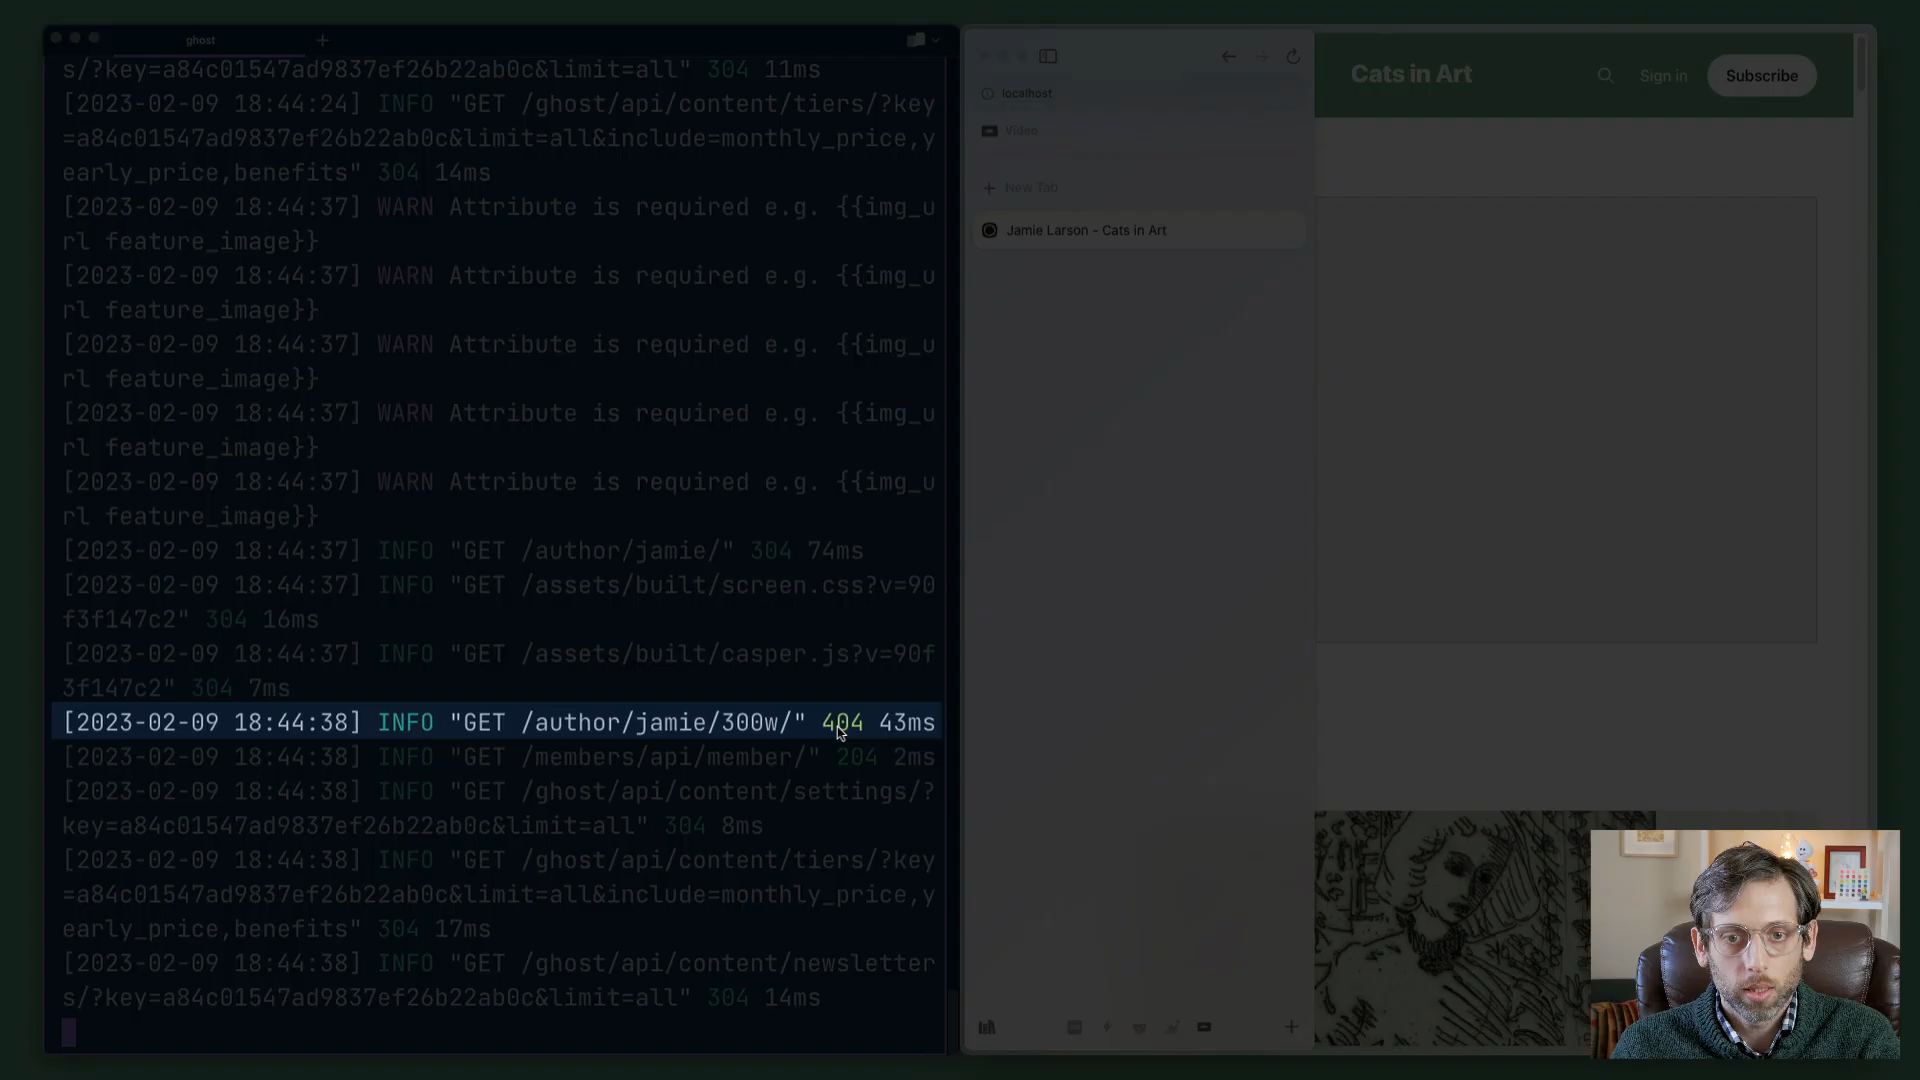 ghost
s/?key=a84c01547ad9837ef26b22ab0c&limit=all" 304 11ms
[2023-02-09 18:44:24] INFO "GET /ghost/api/content/tiers/?key
=a84c01547ad9837ef26b22ab0c&limit=all&include=monthly_price,y
early_price,benefits" 304 14ms
[2023-02-09 18:44:37] WARN Attribute is required e.g. {{img_u
rl feature_image}}
[2023-02-09 18:44:37] WARN Attribute is required e.g. {{img_u
rl feature_image}}
[2023-02-09 18:44:37] WARN Attribute is required e.g. {{img_u
rl feature_image}}
[2023-02-09 18:44:37] WARN Attribute is required e.g. {{img_u
rl feature_image}}
[2023-02-09 18:44:37] WARN Attribute is required e.g. {{img_u
rl feature_image}}
[2023-02-09 18:44:37] INFO "GET /author/jamie/" 304 74ms
[2023-02-09 18:44:37] INFO "GET /assets/built/screen.css?v=90
f3f147c2" 304 16ms
[2023-02-09 18:44:37] INFO "GET /assets/built/casper.js?v=90f
3f147c2" 304 7ms
[2023-02-09 18:44:38] INFO "GET /author/jamie/300w/" 404 43ms
[2023-02-09 18:44:38] INFO "GET /members/api/member/" 204 2ms
[2023-02-09 18:44:38] INFO "GET /ghost/api/content/settings/?
key=a84c01547ad9837ef26b22ab0c&limit=all" 304 8ms
[2023-02-09 18:44:38] INFO "GET /ghost/api/content/tiers/?key
=a84c01547ad9837ef26b22ab0c&limit=all&include=monthly_price,y
early_price,benefits" 304 17ms
[2023-02-09 18:44:38] INFO "GET /ghost/api/content/newsletter
s/?key=a84c01547ad9837ef26b22ab0c&limit=all" 304 14ms
localhost
Video
New Tab
Jamie Larson - Cats in Art
Cats in Art
Sign in
Subscribe